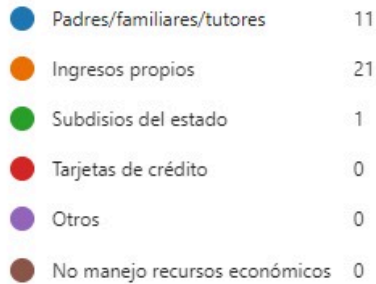 Padres/familiares/tutores 11
Ingresos propios 21
Subdisios del estado 1
Tarjetas de crédito 0
Otros 0
No manejo recursos económicos 0